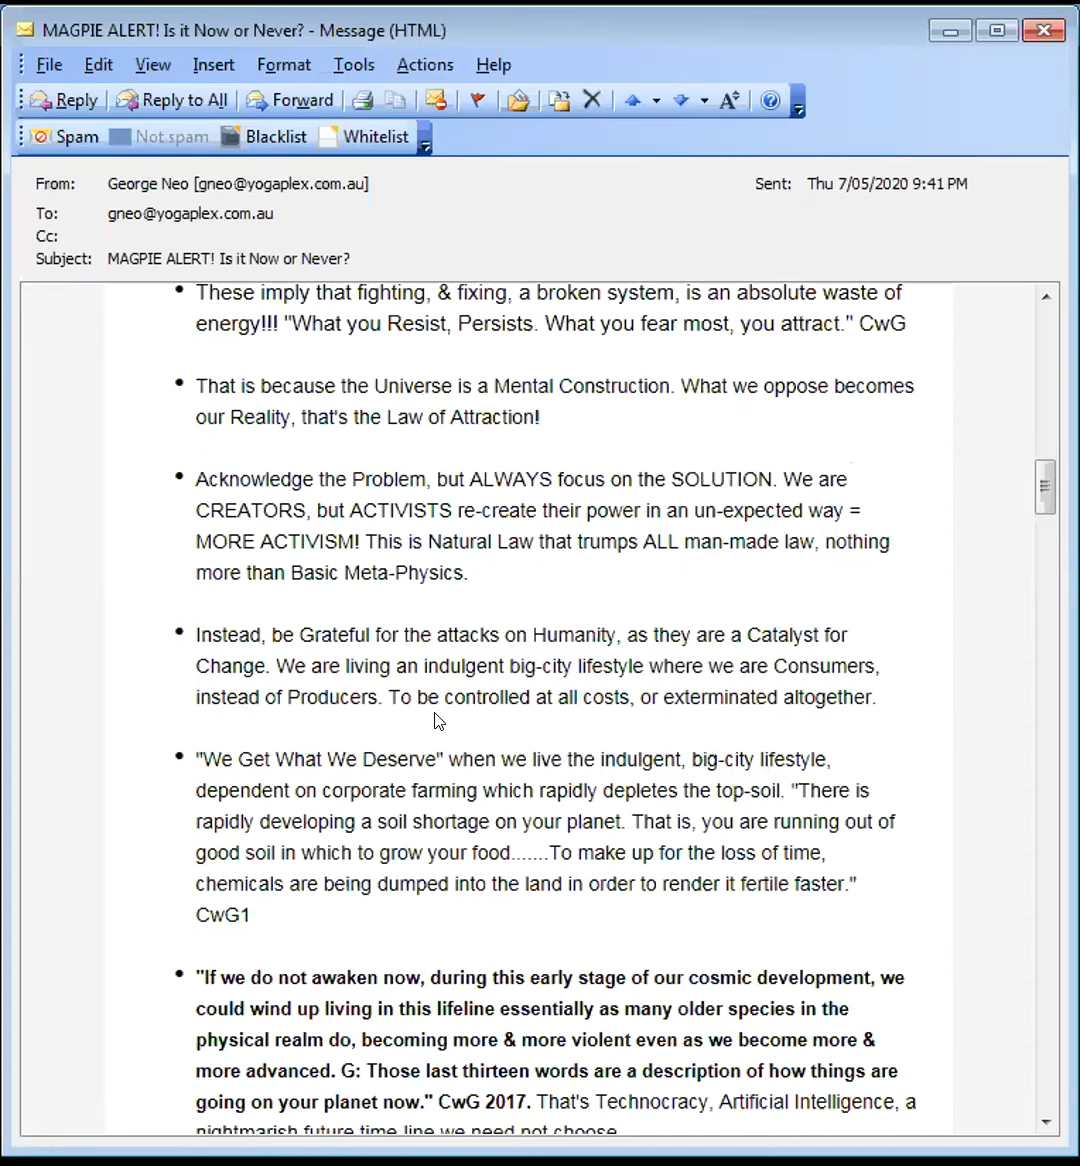 MAGPIE ALERT! Is it Now or Never? - Message (HTML)
File Edit View Insert Format Tools Actions Help
Reply Reply to All Forward
Spam Not spam Blacklist Whitelist
From: George Neo [gneo@yogaplex.com.au] Sent: Thu 7/05/2020 9:41 PM
To: gneo@yogaplex.com.au
Cc:
Subject: MAGPIE ALERT! Is it Now or Never?
• These imply that fighting, & fixing, a broken system, is an absolute waste of
energy!!! "What you Resist, Persists. What you fear most, you attract." CwG
• That is because the Universe is a Mental Construction. What we oppose becomes
our Reality, that's the Law of Attraction!
• Acknowledge the Problem, but ALWAYS focus on the SOLUTION. We are
CREATORS, but ACTIVISTS re-create their power in an un-expected way =
MORE ACTIVISM! This is Natural Law that trumps ALL man-made law, nothing
more than Basic Meta-Physics.
• Instead, be Grateful for the attacks on Humanity, as they are a Catalyst for
Change. We are living an indulgent big-city lifestyle where we are Consumers,
instead of Producers. To be controlled at all costs, or exterminated altogether.
• "We Get What We Deserve" when we live the indulgent, big-city lifestyle,
dependent on corporate farming which rapidly depletes the top-soil. "There is
rapidly developing a soil shortage on your planet. That is, you are running out of
good soil in which to grow your food.......To make up for the loss of time,
chemicals are being dumped into the land in order to render it fertile faster."
CwG1
• "If we do not awaken now, during this early stage of our cosmic development, we
could wind up living in this lifeline essentially as many older species in the
physical realm do, becoming more & more violent even as we become more &
more advanced. G: Those last thirteen words are a description of how things are
going on your planet now." CwG 2017. That's Technocracy, Artificial Intelligence, a
nightmarish future time line we need not choose